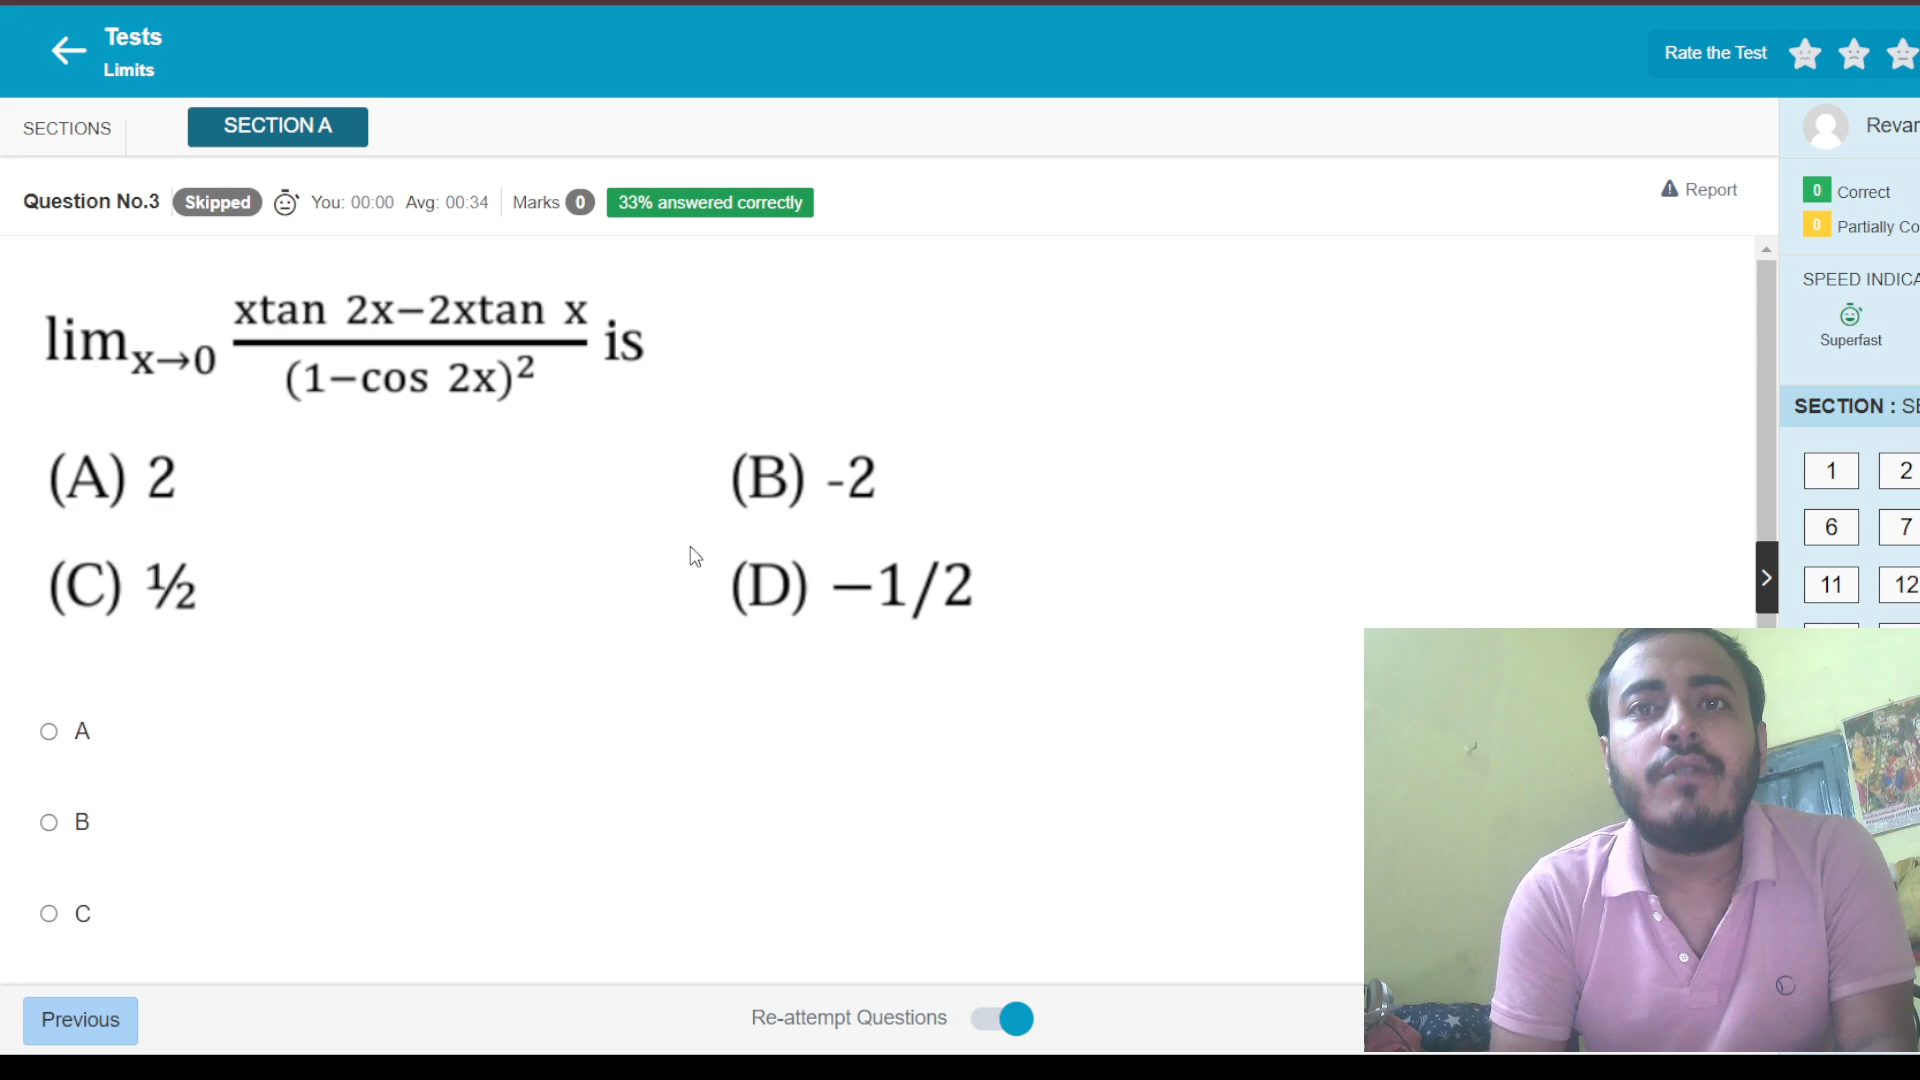 Tests
Limits
Rate the Test
SECTIONS
SECTION A
Question No.3 Skipped You: 00:00 Avg: 00:34 Marks 0 33% answered correctly
Report
lim x→0 xtan 2x−2xtan x / (1−cos 2x)² is
(A) 2
(B) -2
(C) ½
(D) −1/2
A
B
C
Previous
Re-attempt Questions
Revar
0 Correct
0 Partially Co
SPEED INDICA
Superfast
SECTION : SE
1 2
6 7
11 12